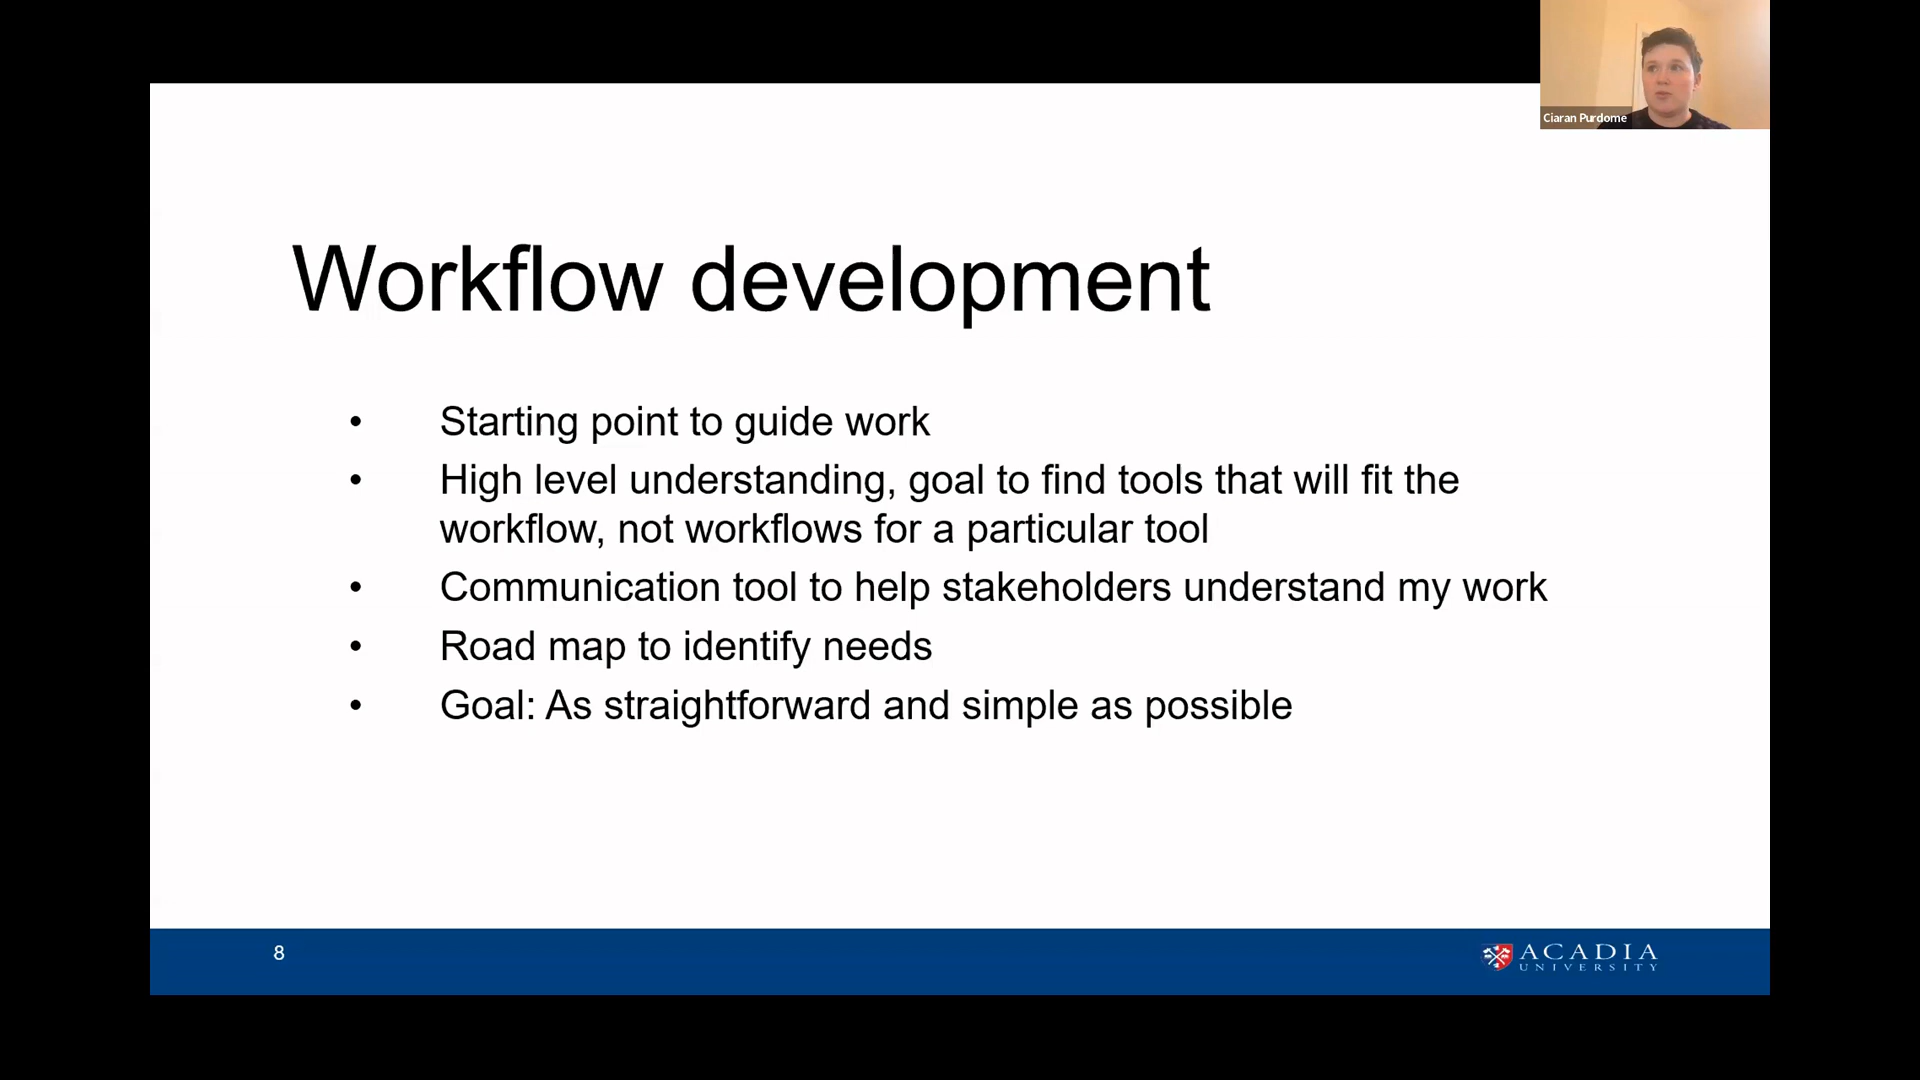 Ciaran Purdome
Workflow development
• Starting point to guide work
• High level understanding, goal to find tools that will fit the
workflow, not workflows for a particular tool
• Communication tool to help stakeholders understand my work
• Road map to identify needs
• Goal: As straightforward and simple as possible
8
ACADIA
UNIVERSITY